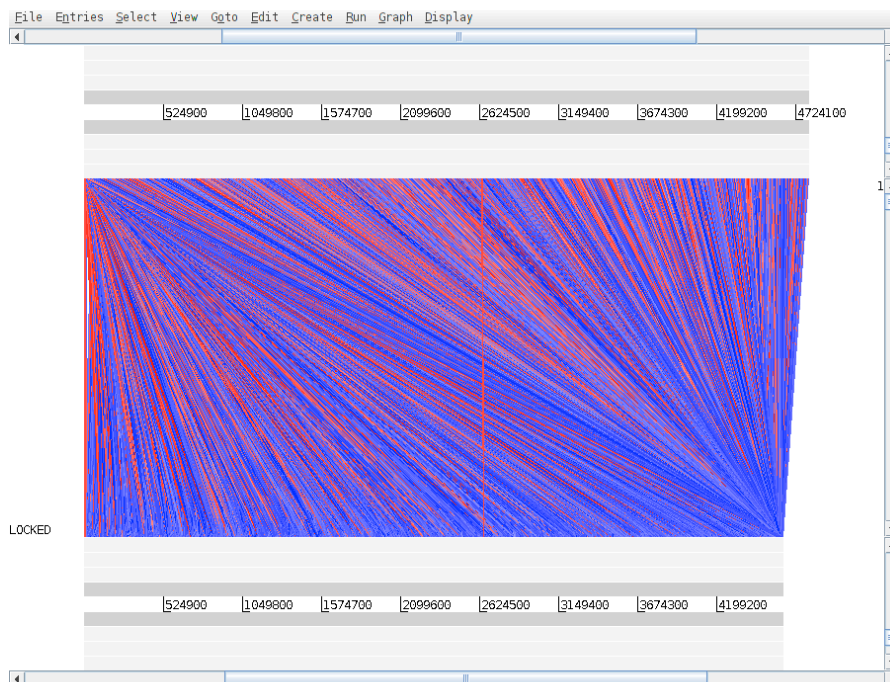 File Entries Select View Goto Edit Create Run Graph Display
524900 1049800 1574700 2099600 2624500 3149400 3674300 4199200 4724100
1
LOCKED
524900 1049800 1574700 2099600 2624500 3149400 3674300 4199200